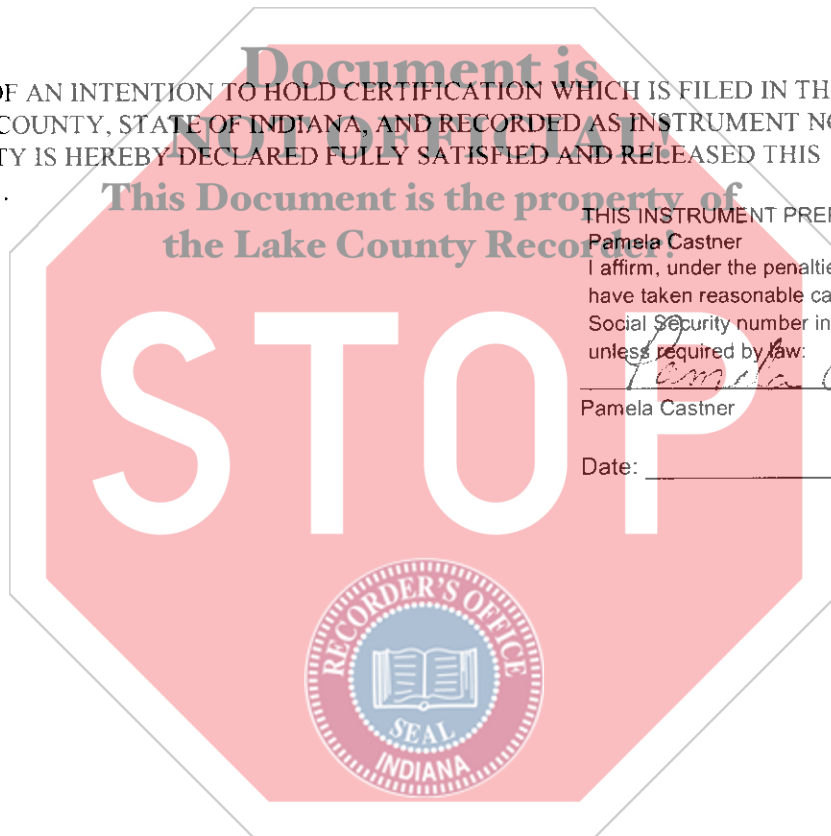 Document is
OF AN INTENTION TO HOLD CERTIFICATION WHICH IS FILED IN TH
COUNTY, STATE OF INDIANA, AND RECORDED AS INSTRUMENT NO
NOT OFFICIAL!
TY IS HEREBY DECLARED FULLY SATISFIED AND RELEASED THIS
.
This Document is the property of
the Lake County Recorder!
THIS INSTRUMENT PREP
Pamela Castner
I affirm, under the penaltie
have taken reasonable ca
Social Security number in
unless required by law:
Pamela C
Pamela Castner
Date:
STOP
RECORDER'S OFFICE
SEAL
INDIANA